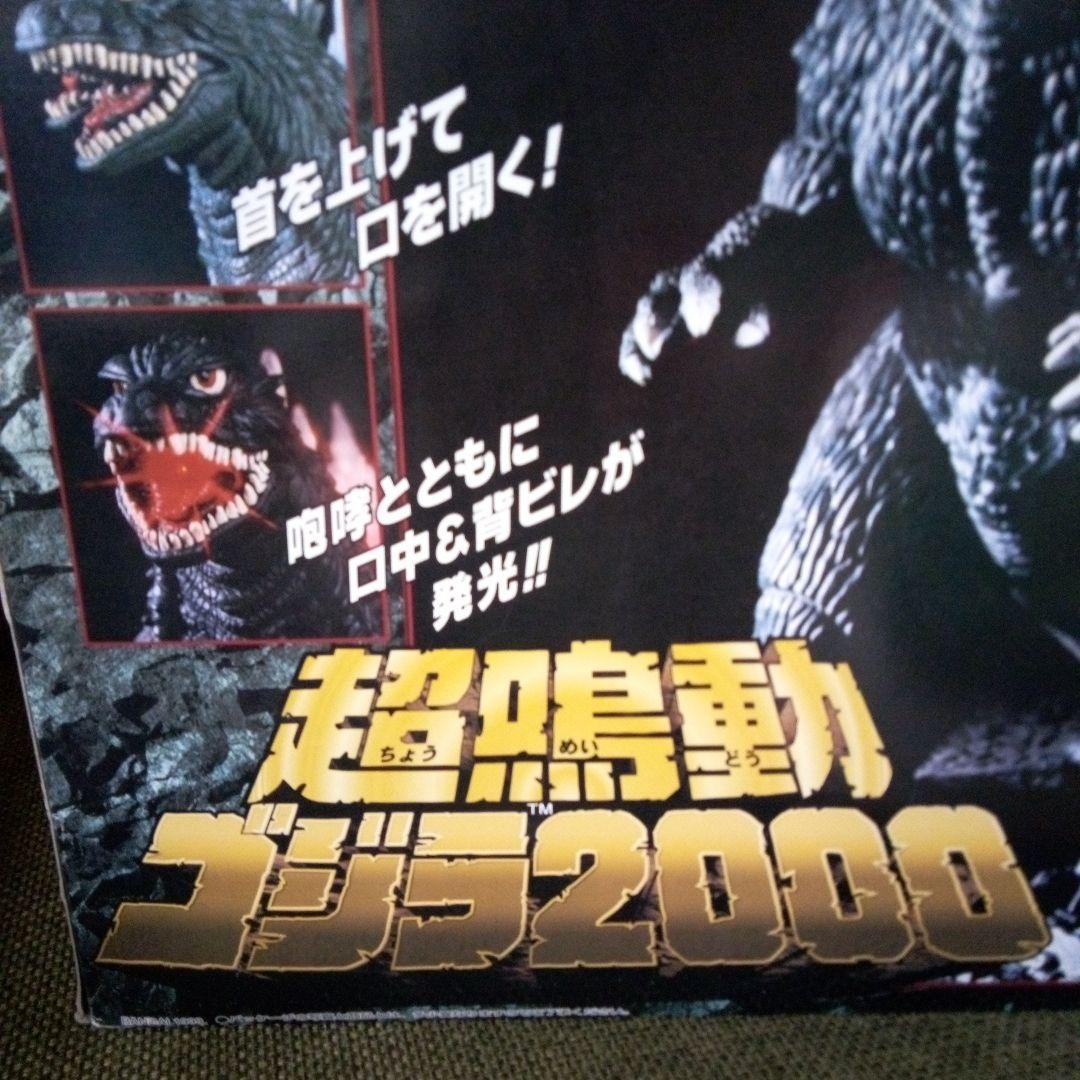 首を上げて
口を開く!
咆哮とともに
口中&背ビレが
発光!!
超鳴動
ちょう めい どう
ゴジラ2000
TM